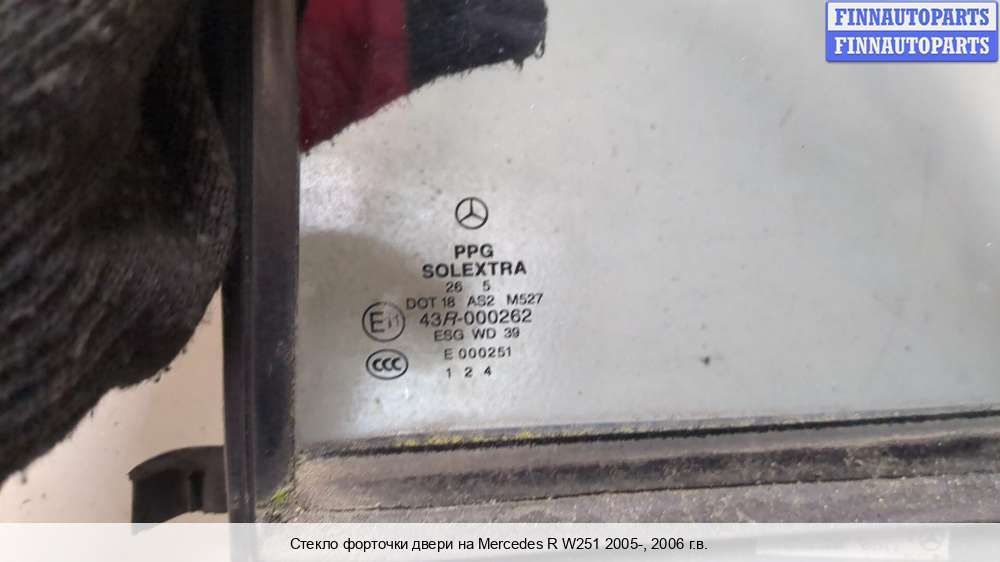 FINNAUTOPARTS
FINNAUTOPARTS
PPG
SOLEXTRA
26 5
DOT 18 AS2 M527
E11 43R-000262
ESG WD 39
CCC E 000251
1 2 4
Стекло форточки двери на Mercedes R W251 2005-, 2006 г.в.